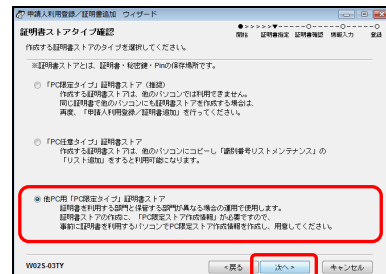 申請人利用登録／証明書追加 ウィザード
証明書ストアタイプ確認
作成する証明書ストアのタイプを選択してください。
●>>>>>▼-----○-----○-----○
開始 証明書指定 証明書確認 情報入力 登録
※証明書ストアとは、証明書・秘密鍵・Pinの保存場所です。
「PC限定タイプ」証明書ストア（推奨）
作成する証明書ストアは、他のパソコンでは利用できません。
同じ証明書で他のパソコンにも証明書ストアを作成する場合は、
再度、「申請人利用登録／証明書追加」を行ってください。
「PC任意タイプ」証明書ストア
作成する証明書ストアは、他のパソコンにコピーし「識別番号リストメンテナンス」の
「リスト追加」をすると利用可能になります。
他PC用「PC限定タイプ」証明書ストア
証明書を利用する部門と保管する部門が異なる場合の運用で使用します。
証明書ストアの作成に、「PC限定ストア作成情報」が必要ですので、
事前に証明書を利用するパソコンでPC限定ストア作成情報を作成し、用意してください。
W02S-03TY
<戻る
次へ>
キャンセル